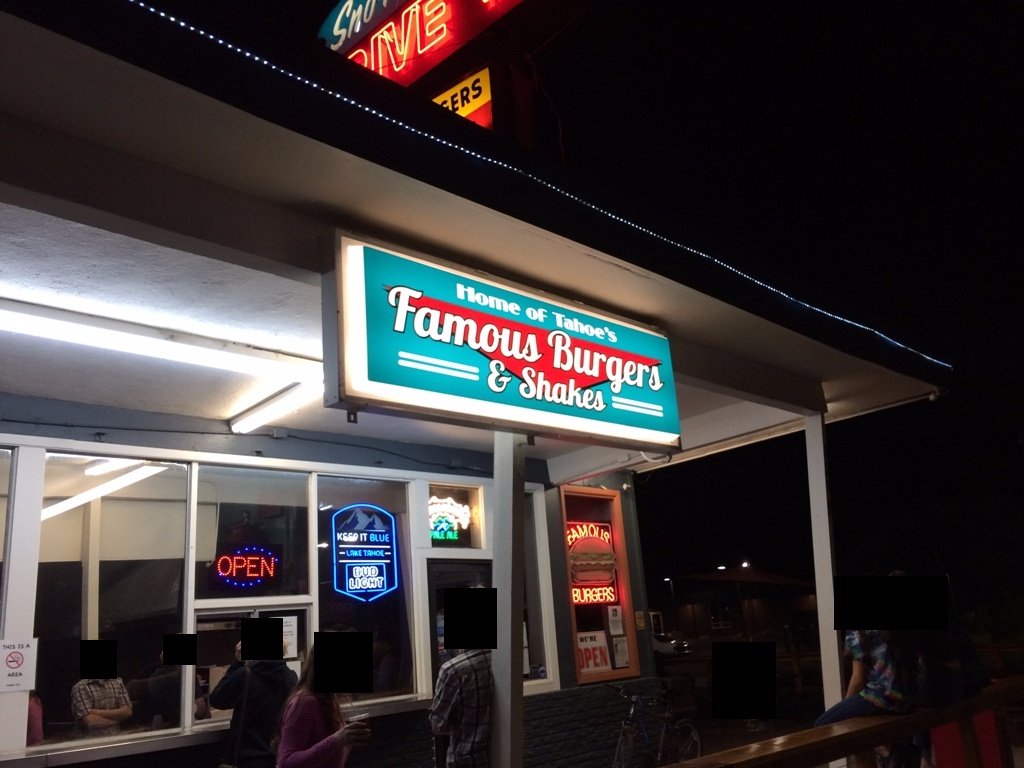 Sno
DRIVE
GERS
Home of Tahoe's
Famous Burgers
& Shakes
OPEN
KEEP IT BLUE
LAKE TAHOE
BUD
LIGHT
PALE ALE
FAMOUS
BURGERS
WE'RE
OPEN
THIS IS A
AREA